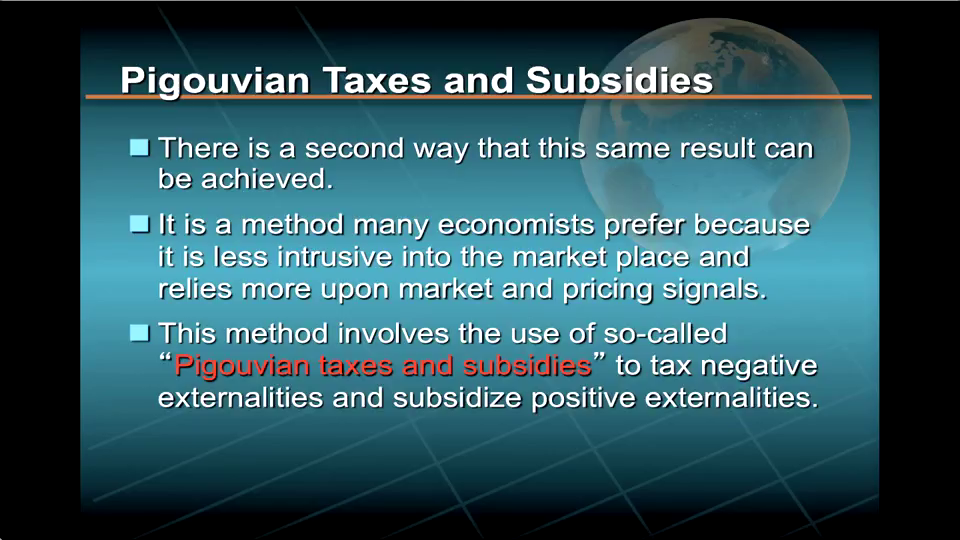 Pigouvian Taxes and Subsidies
There is a second way that this same result can
be achieved.
It is a method many economists prefer because
it is less intrusive into the market place and
relies more upon market and pricing signals.
This method involves the use of so-called
“Pigouvian taxes and subsidies” to tax negative
externalities and subsidize positive externalities.